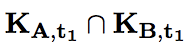 K_{A,t_1} ∩ K_{B,t_1}